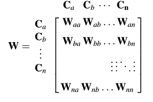 C_a C_b ⋯ C_n
C_a W_aa W_ab ⋯ W_an
C_b W_ba W_bb ⋯ W_bn
W = ⋮
C_n W_na W_nb ⋯ W_nn